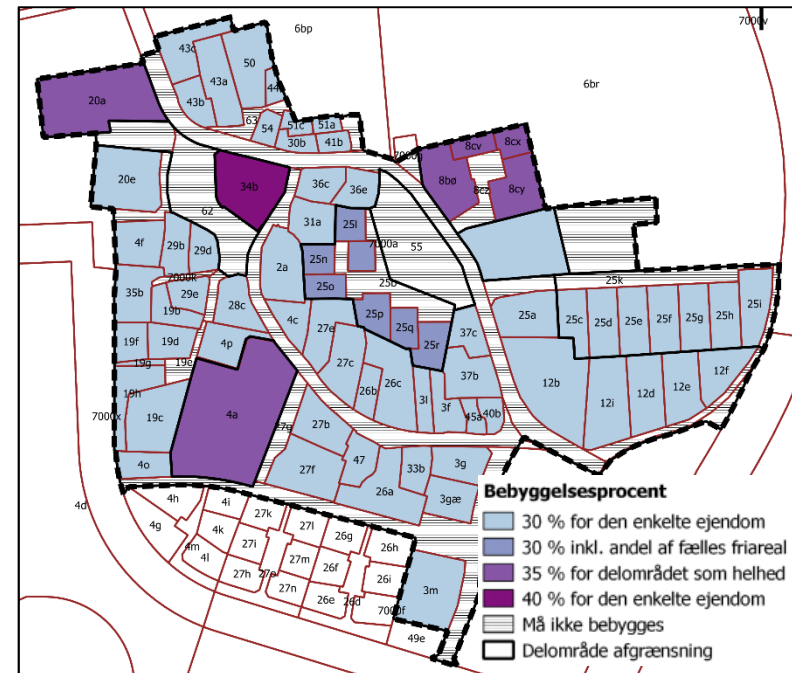 7000v
6bp
6br
43c
50
43a
44
43b
20a
63
54
51c
51a
30b
41b
8cv
8cx
8bø
8cz
8cy
20e
34b
36c
36e
62
31a
25l
4f
29b
29d
7000a
55
2a
25n
7000k
25o
25k
35b
29e
19b
28c
25p
25q
25r
4c
27e
37c
25a
25c
25d
25e
25f
25g
25h
25i
19f
19d
4p
19g
19e
27c
26b
26c
37b
12b
12i
12d
12e
12f
19h
4a
3l
3f
45a
40b
7000x
19c
27g
27b
4o
27f
47
33b
3g
26a
3gæ
4d
4h
4i
27k
27l
26g
26h
4g
4k
27i
27m
26f
26i
4m
4l
27h
27n
26e
26d
7000f
3m
49e
Bebyggelsesprocent
30 % for den enkelte ejendom
30 % inkl. andel af fælles friareal
35 % for delområdet som helhed
40 % for den enkelte ejendom
Må ikke bebygges
Delområde afgrænsning